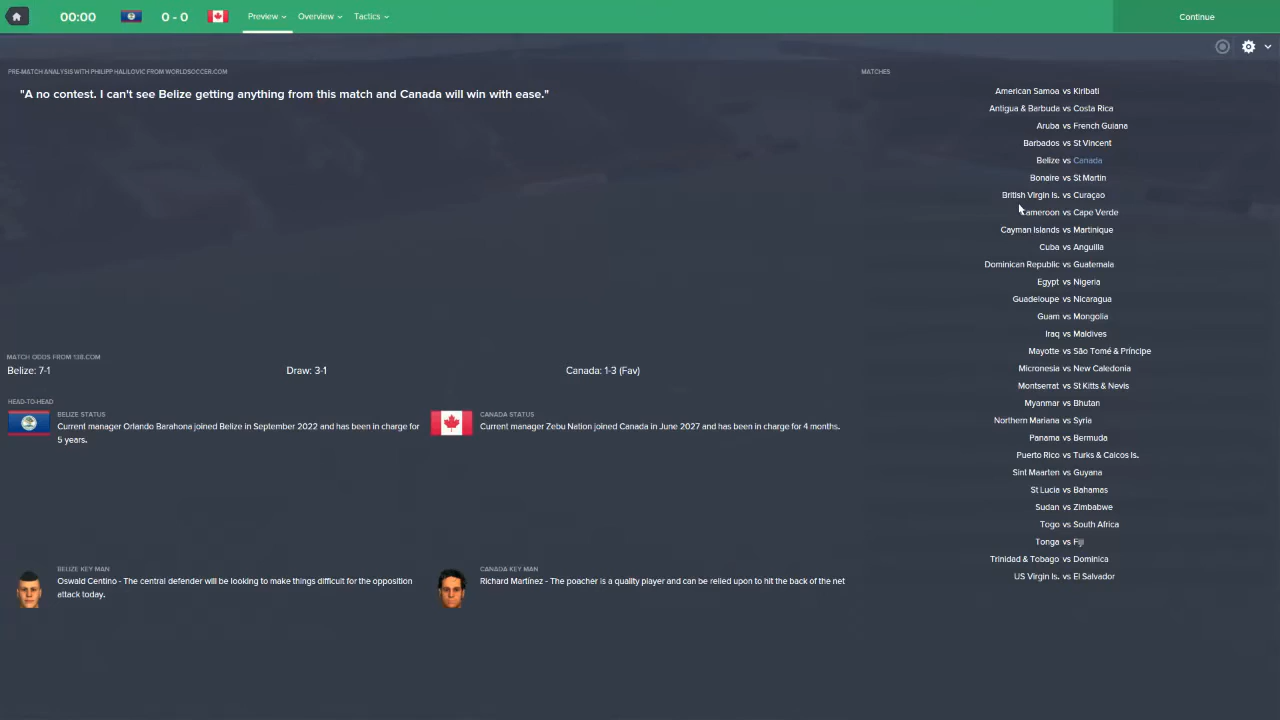 00:00
0 - 0
Preview
Overview
Tactics
Continue
PRE-MATCH ANALYSIS WITH PHILIPP HALILOVIC FROM WORLDSOCCER.COM
"A no contest. I can't see Belize getting anything from this match and Canada will win with ease."
MATCH ODDS FROM 138.COM
Belize: 7-1
Draw: 3-1
Canada: 1-3 (Fav)
HEAD-TO-HEAD
BELIZE STATUS
Current manager Orlando Barahona joined Belize in September 2022 and has been in charge for
5 years.
CANADA STATUS
Current manager Zebu Nation joined Canada in June 2027 and has been in charge for 4 months.
BELIZE KEY MAN
Oswald Centino - The central defender will be looking to make things difficult for the opposition
attack today.
CANADA KEY MAN
Richard Martínez - The poacher is a quality player and can be relied upon to hit the back of the net
MATCHES
American Samoa vs Kiribati
Antigua & Barbuda vs Costa Rica
Aruba vs French Guiana
Barbados vs St Vincent
Belize vs Canada
Bonaire vs St Martin
British Virgin Is. vs Curaçao
Cameroon vs Cape Verde
Cayman Islands vs Martinique
Cuba vs Anguilla
Dominican Republic vs Guatemala
Egypt vs Nigeria
Guadeloupe vs Nicaragua
Guam vs Mongolia
Iraq vs Maldives
Mayotte vs São Tomé & Príncipe
Micronesia vs New Caledonia
Montserrat vs St Kitts & Nevis
Myanmar vs Bhutan
Northern Mariana vs Syria
Panama vs Bermuda
Puerto Rico vs Turks & Caicos Is.
Sint Maarten vs Guyana
St Lucia vs Bahamas
Sudan vs Zimbabwe
Togo vs South Africa
Tonga vs Fiji
Trinidad & Tobago vs Dominica
US Virgin Is. vs El Salvador